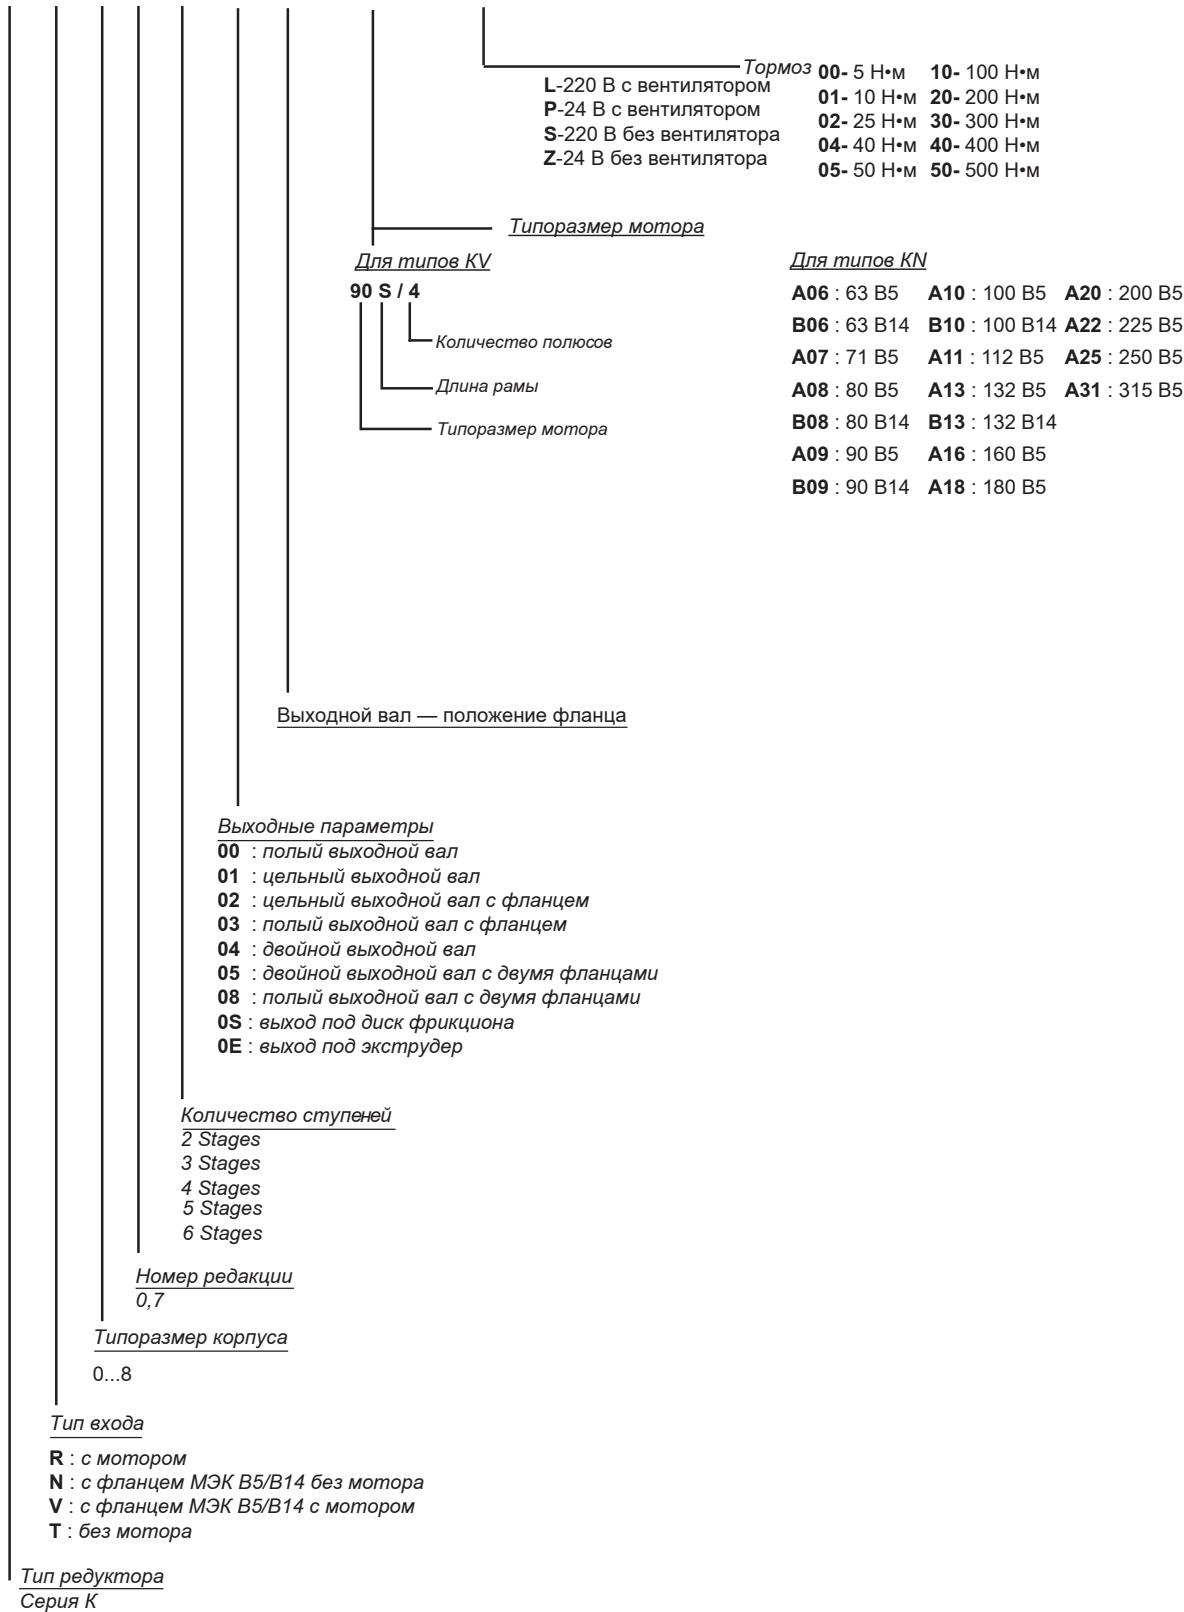 Тормоз
L-220 В с вентилятором
P-24 В с вентилятором
S-220 В без вентилятора
Z-24 В без вентилятора
00- 5 Н•м 10- 100 Н•м
01- 10 Н•м 20- 200 Н•м
02- 25 Н•м 30- 300 Н•м
04- 40 Н•м 40- 400 Н•м
05- 50 Н•м 50- 500 Н•м
Типоразмер мотора
Для типов KV
90 S / 4
Количество полюсов
Длина рамы
Типоразмер мотора
Для типов KN
A06 : 63 B5 A10 : 100 B5 A20 : 200 B5
B06 : 63 B14 B10 : 100 B14 A22 : 225 B5
A07 : 71 B5 A11 : 112 B5 A25 : 250 B5
A08 : 80 B5 A13 : 132 B5 A31 : 315 B5
B08 : 80 B14 B13 : 132 B14
A09 : 90 B5 A16 : 160 B5
B09 : 90 B14 A18 : 180 B5
Выходной вал — положение фланца
Выходные параметры
00 : полый выходной вал
01 : цельный выходной вал
02 : цельный выходной вал с фланцем
03 : полый выходной вал с фланцем
04 : двойной выходной вал
05 : двойной выходной вал с двумя фланцами
08 : полый выходной вал с двумя фланцами
0S : выход под диск фрикциона
0E : выход под экструдер
Количество ступеней
2 Stages
3 Stages
4 Stages
5 Stages
6 Stages
Номер редакции
0,7
Типоразмер корпуса
0...8
Тип входа
R : с мотором
N : с фланцем МЭК B5/B14 без мотора
V : с фланцем МЭК B5/B14 с мотором
T : без мотора
Тип редуктора
Серия К